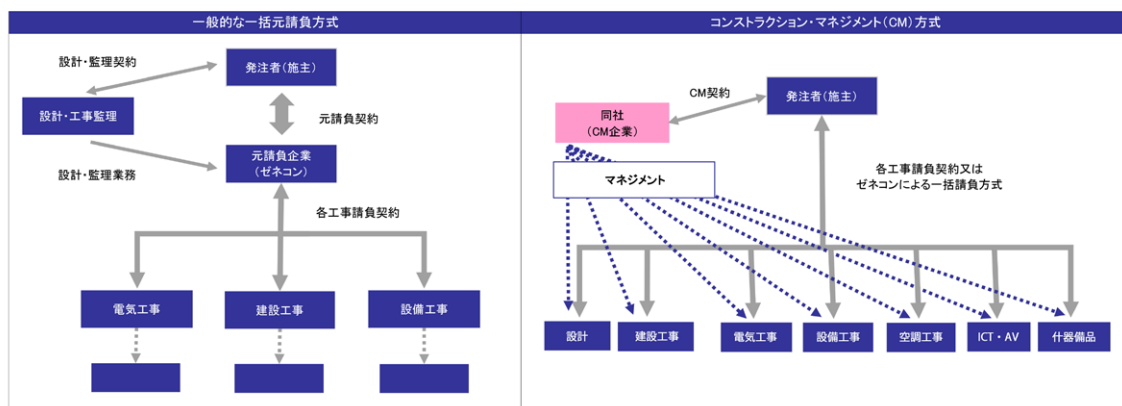 一般的な一括元請負方式
設計・監理契約
発注者(施主)
設計・工事監理
元請負契約
元請負企業
(ゼネコン)
設計・監理業務
各工事請負契約
電気工事
建設工事
設備工事
コンストラクション・マネジメント(CM)方式
CM契約
発注者(施主)
同社
(CM企業)
マネジメント
各工事請負契約又は
ゼネコンによる一括請負方式
設計
建設工事
電気工事
設備工事
空調工事
ICT・AV
什器備品